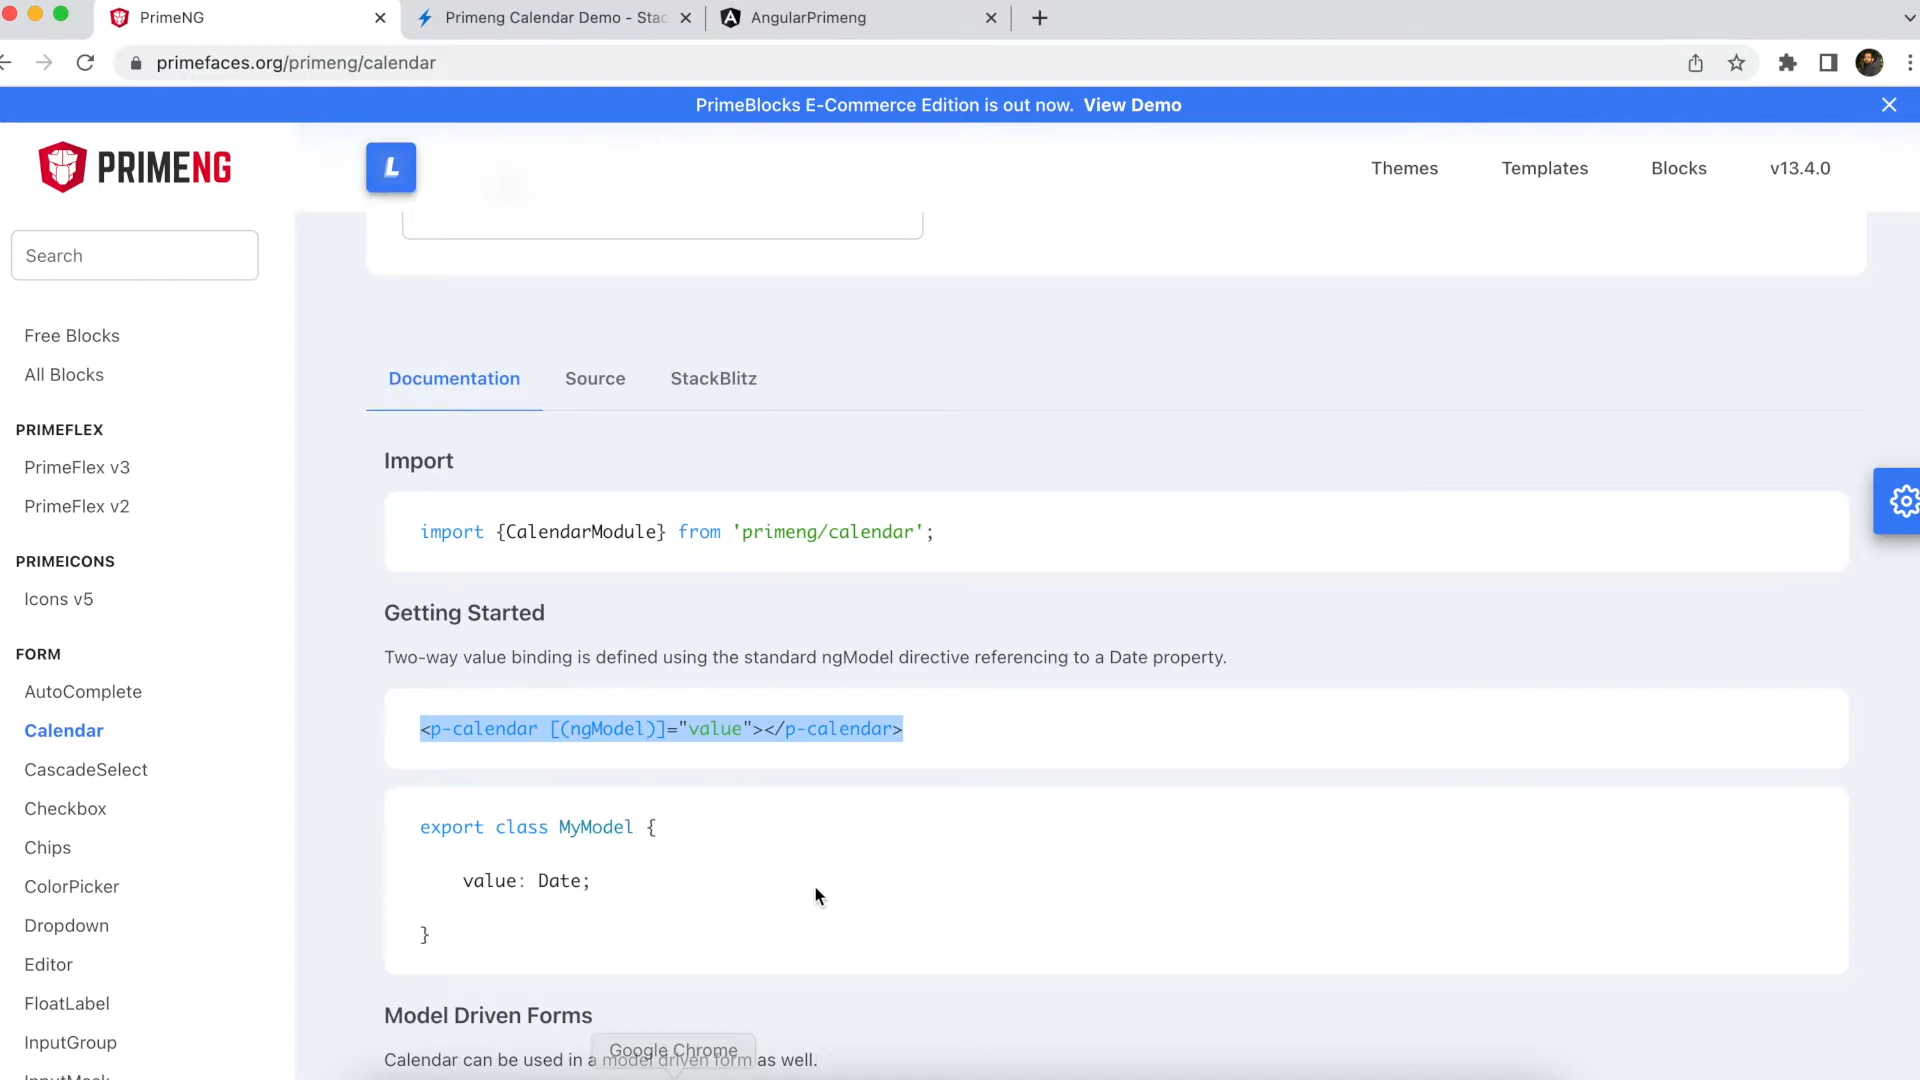 PrimeNG
Primeng Calendar Demo - Stac
AngularPrimeng
primefaces.org/primeng/calendar
PrimeBlocks E-Commerce Edition is out now. View Demo
PRIMENG
L
Themes
Templates
Blocks
v13.4.0
Search
Free Blocks
All Blocks
PRIMEFLEX
PrimeFlex v3
PrimeFlex v2
PRIMEICONS
Icons v5
FORM
AutoComplete
Calendar
CascadeSelect
Checkbox
Chips
ColorPicker
Dropdown
Editor
FloatLabel
InputGroup
InputMask
Documentation
Source
StackBlitz
Import
import {CalendarModule} from 'primeng/calendar';
Getting Started
Two-way value binding is defined using the standard ngModel directive referencing to a Date property.
<p-calendar [(ngModel)]="value"></p-calendar>
export class MyModel {
value: Date;
}
Model Driven Forms
Calendar can be used in a model driven form as well.
Google Chrome